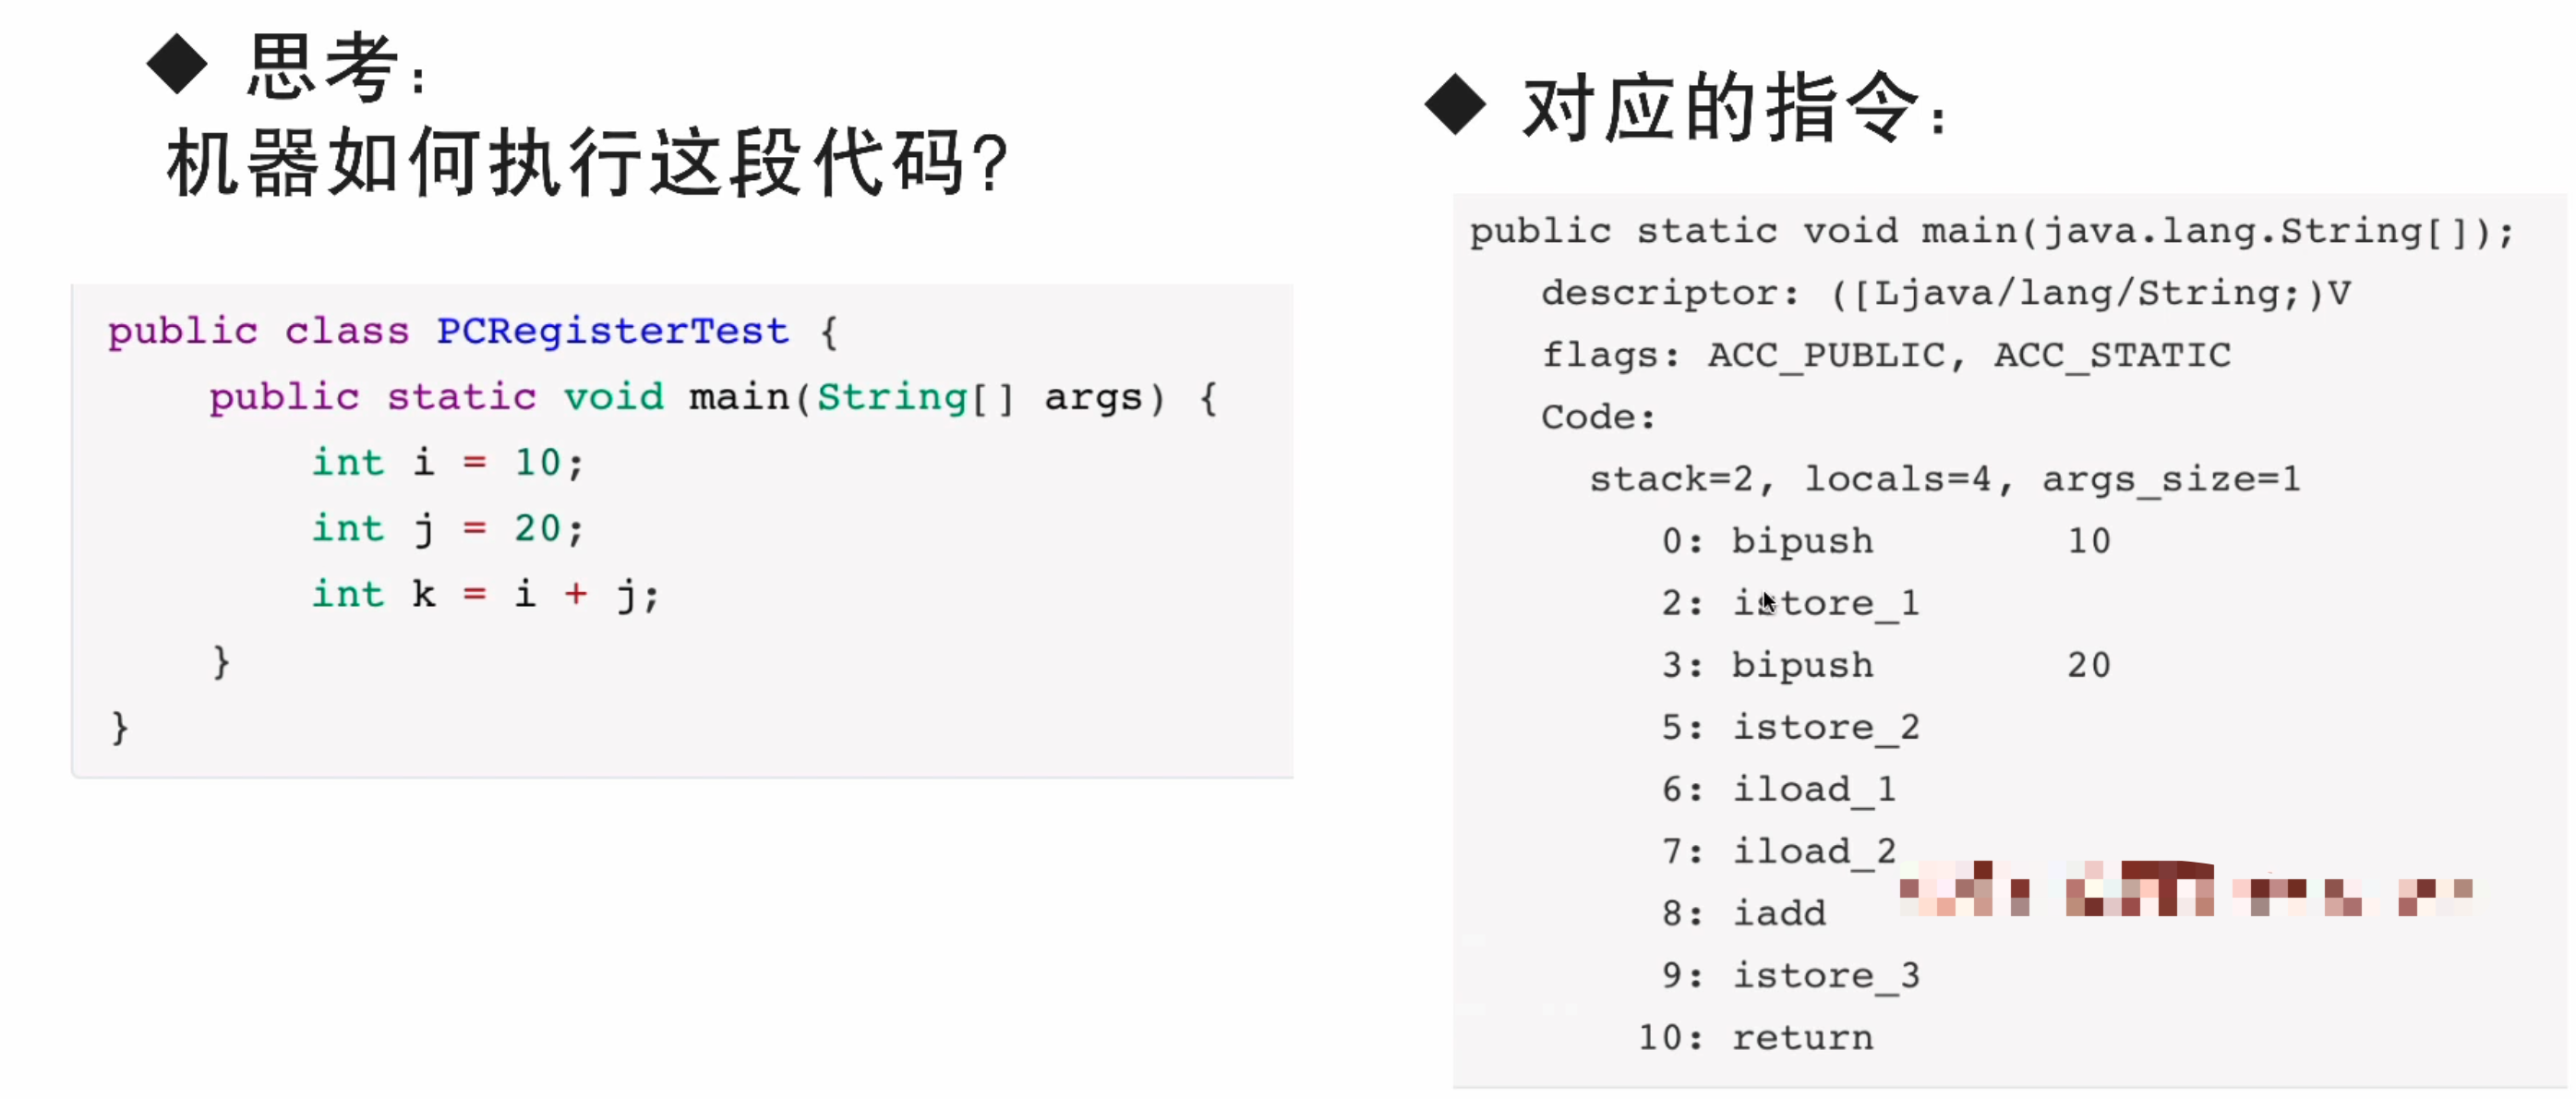 ◆ 思考：
机器如何执行这段代码？
public class PCRegisterTest {
    public static void main(String[] args) {
        int i = 10;
        int j = 20;
        int k = i + j;
    }
}
◆ 对应的指令：
public static void main(java.lang.String[]);
   descriptor: ([Ljava/lang/String;)V
   flags: ACC_PUBLIC, ACC_STATIC
   Code:
     stack=2, locals=4, args_size=1
        0: bipush        10
        2: istore_1
        3: bipush        20
        5: istore_2
        6: iload_1
        7: iload_2
        8: iadd
        9: istore_3
       10: return